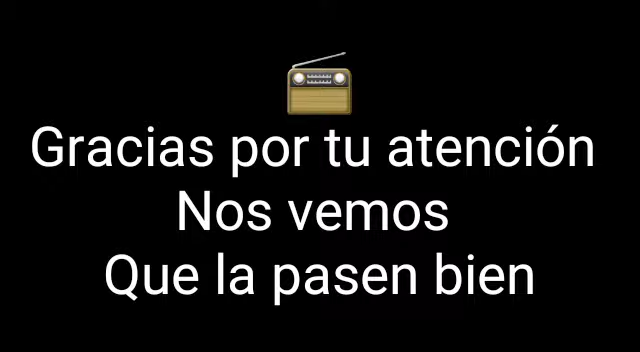 Gracias por tu atención
Nos vemos
Que la pasen bien